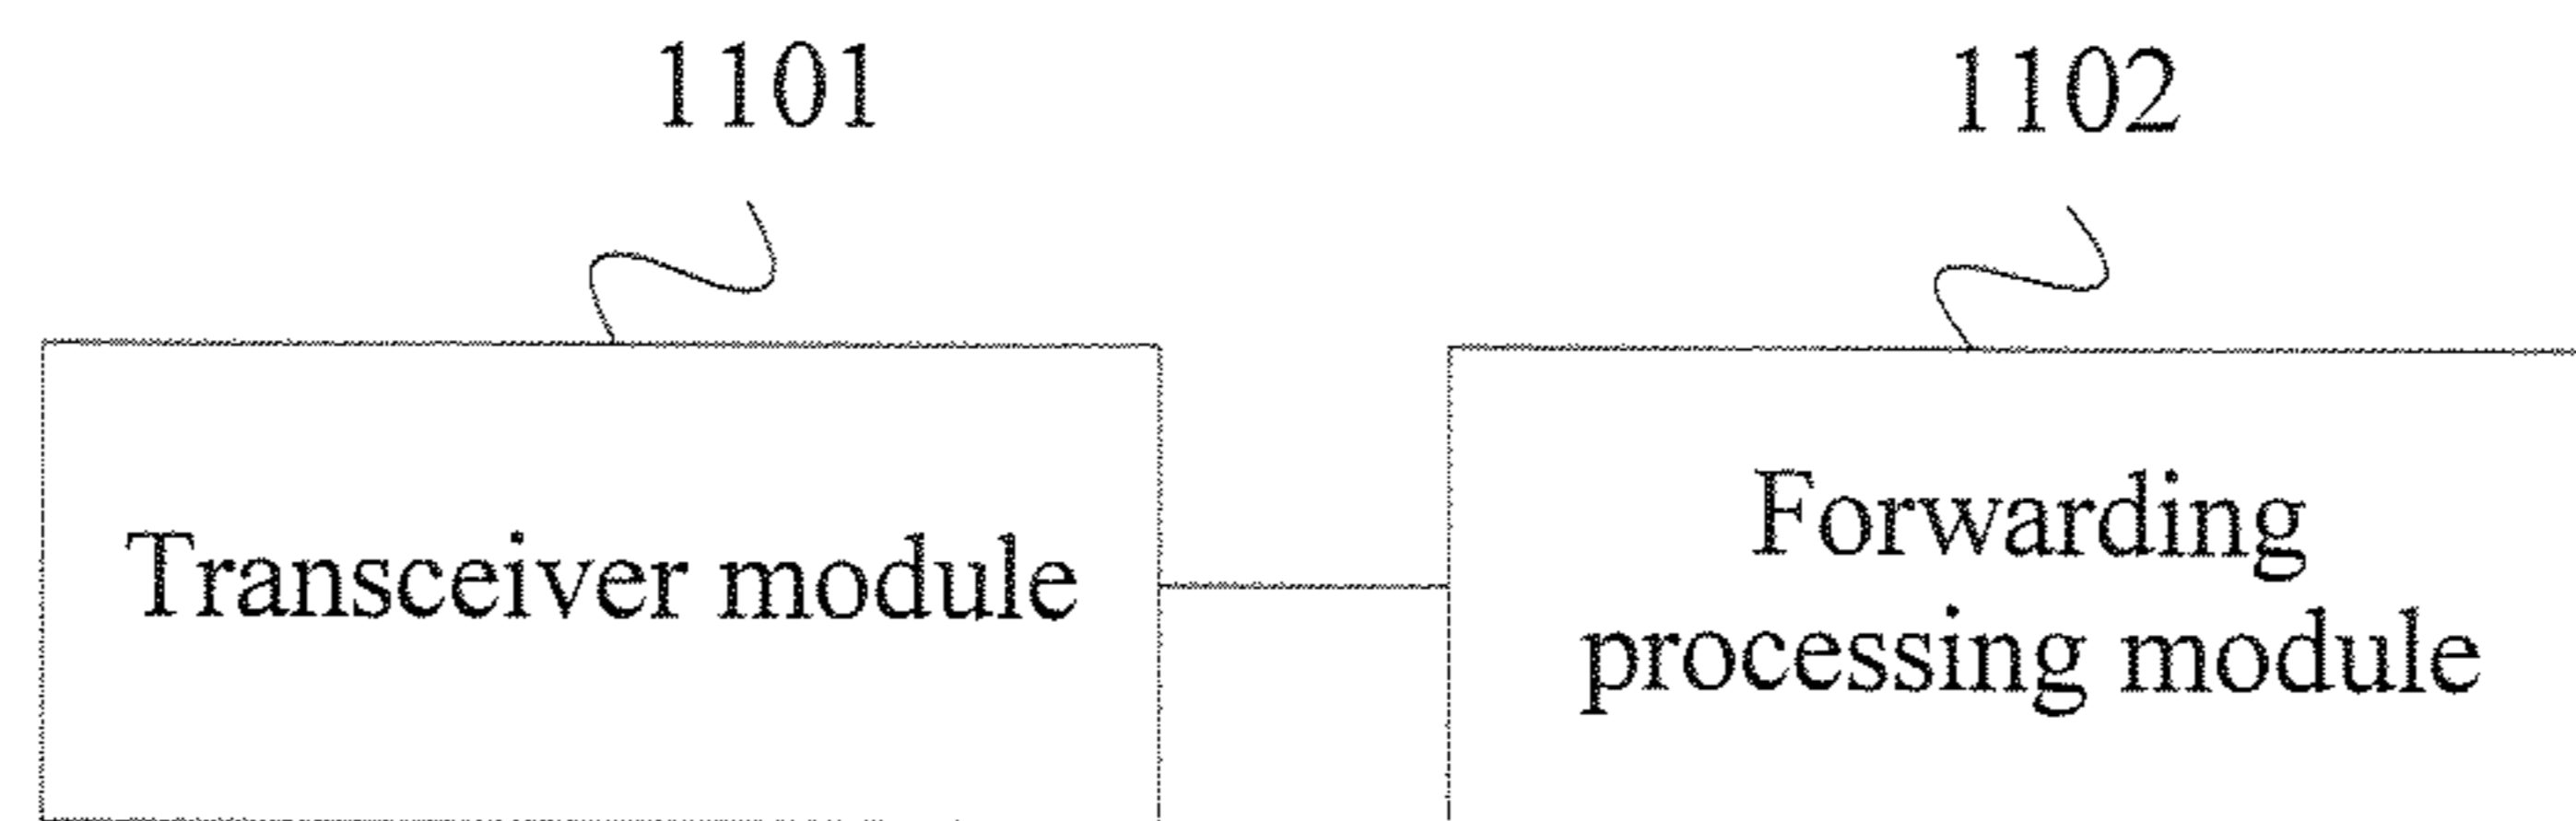 1101
1102
Transceiver module
Forwarding
processing module